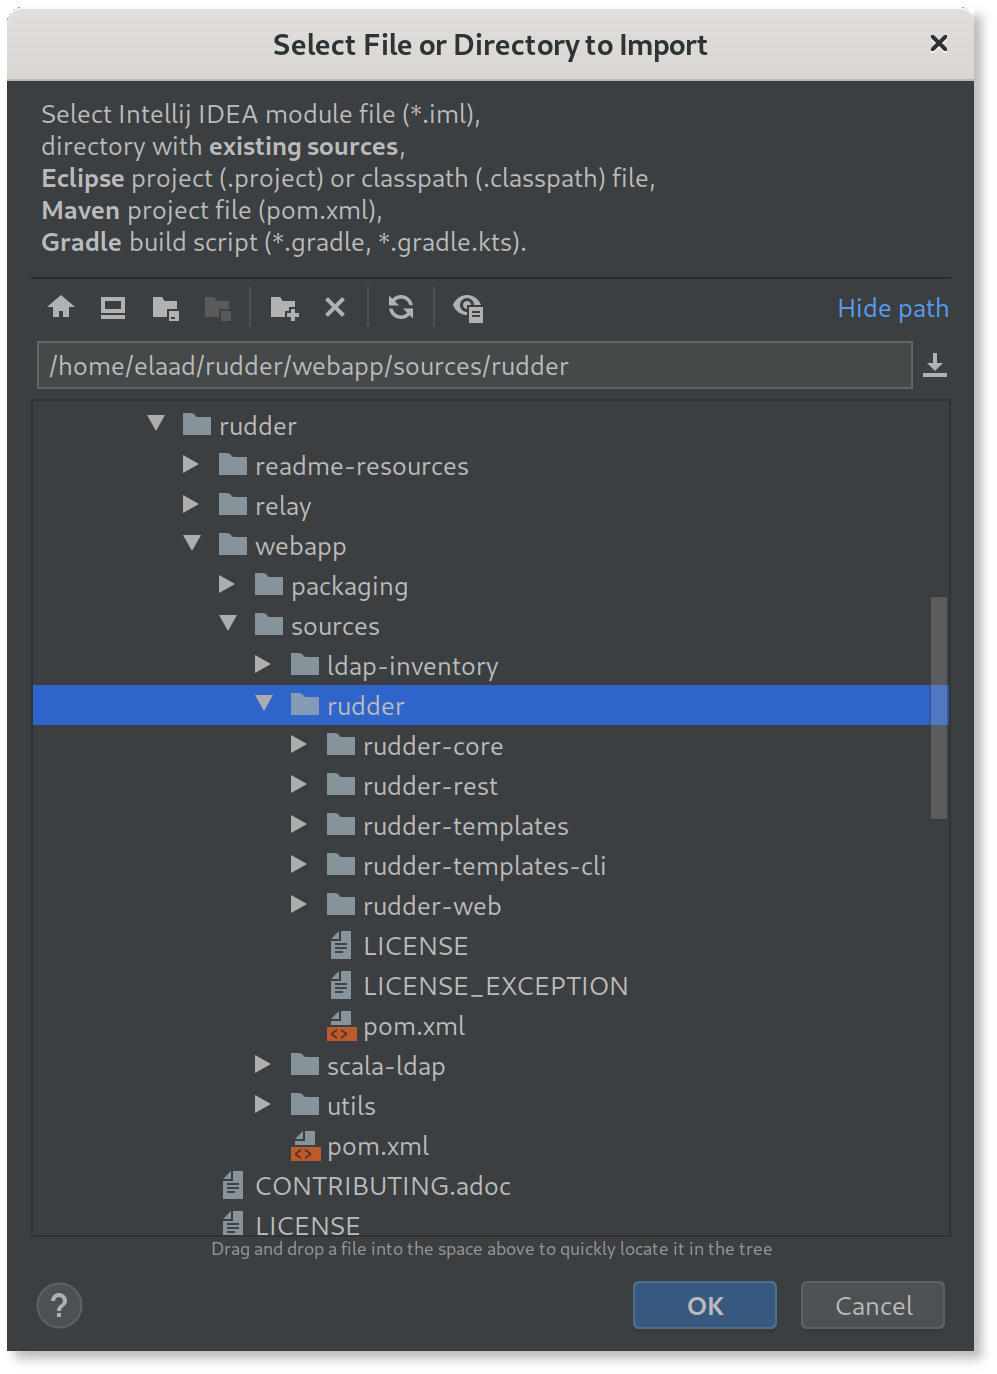 Select File or Directory to Import
Select Intellij IDEA module file (*.iml),
directory with existing sources,
Eclipse project (.project) or classpath (.classpath) file,
Maven project file (pom.xml),
Gradle build script (*.gradle, *.gradle.kts).
Hide path
/home/elaad/rudder/webapp/sources/rudder
rudder
readme-resources
relay
webapp
packaging
sources
ldap-inventory
rudder
rudder-core
rudder-rest
rudder-templates
rudder-templates-cli
rudder-web
LICENSE
LICENSE_EXCEPTION
pom.xml
scala-ldap
utils
pom.xml
CONTRIBUTING.adoc
LICENSE
Drag and drop a file into the space above to quickly locate it in the tree
? OK Cancel